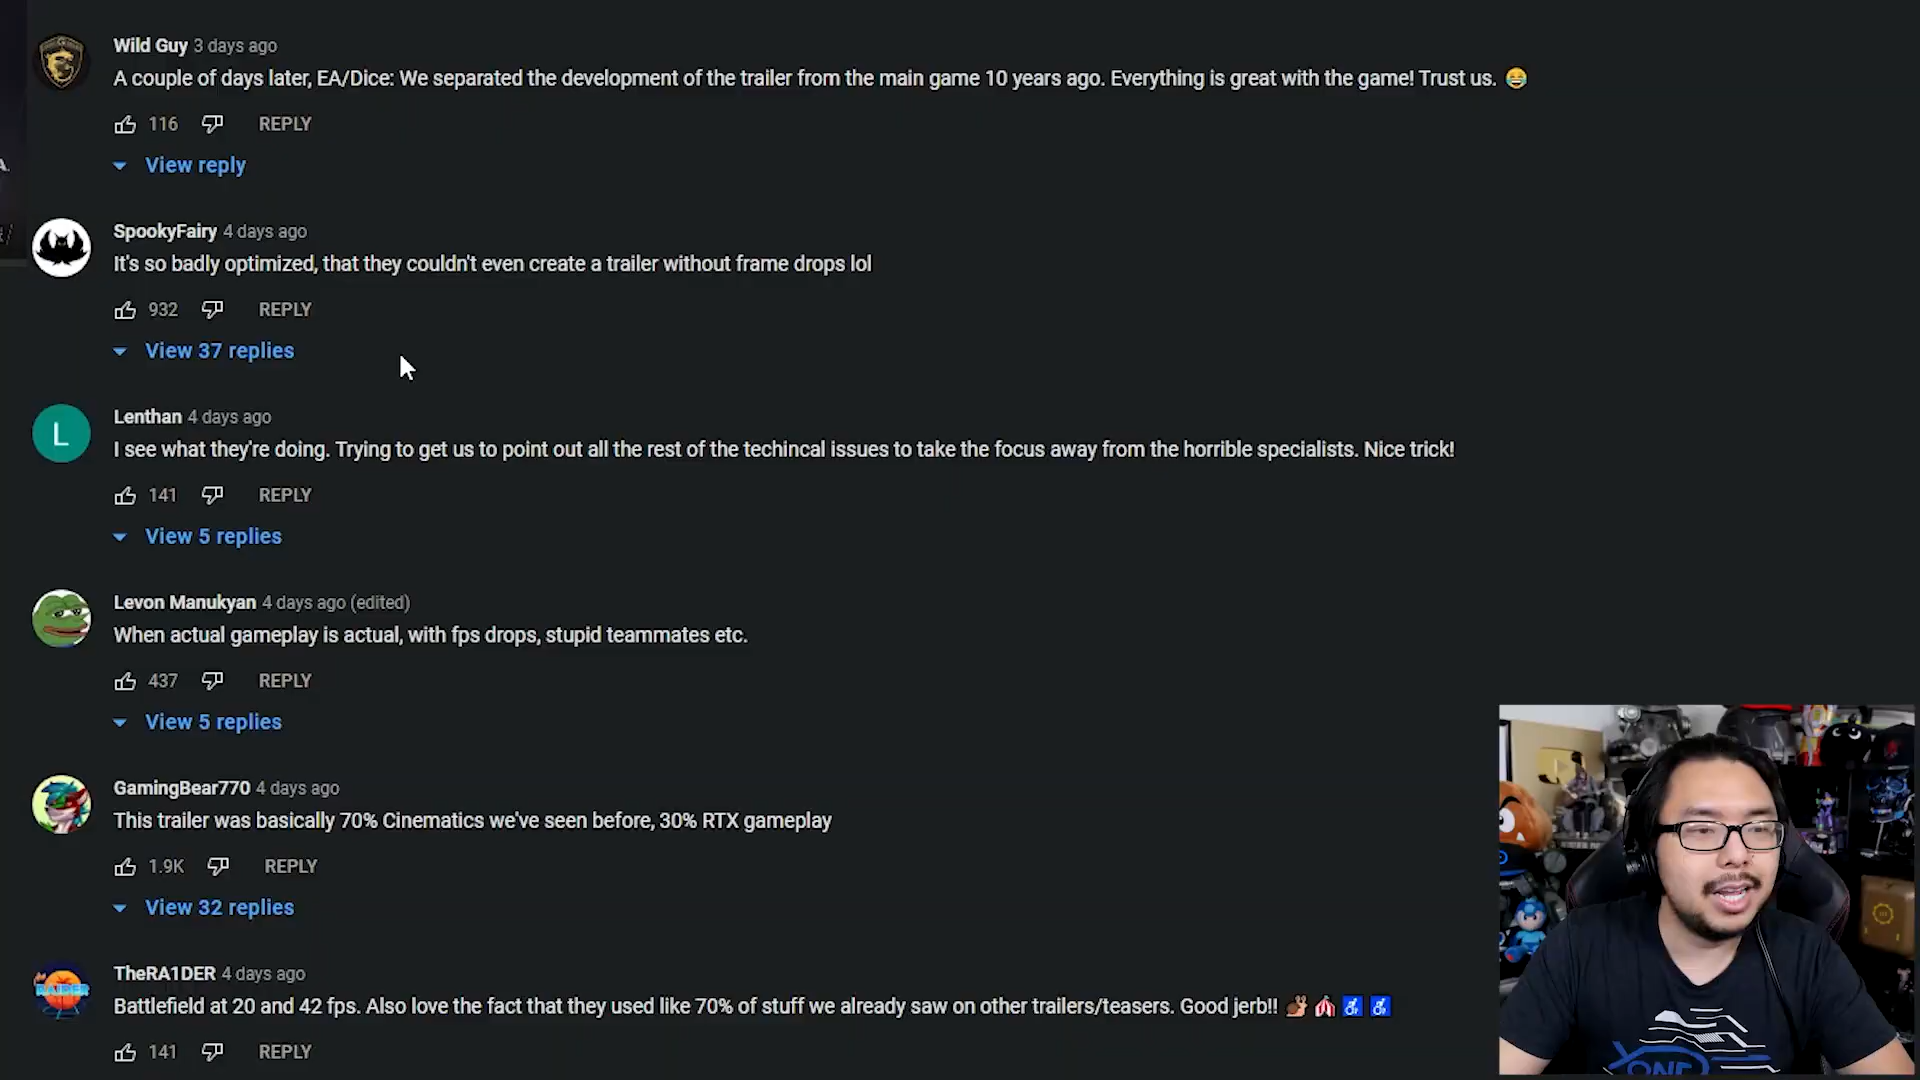 Wild Guy 3 days ago
A couple of days later, EA/Dice: We separated the development of the trailer from the main game 10 years ago. Everything is great with the game! Trust us. 😂
116 REPLY
View reply
SpookyFairy 4 days ago
It's so badly optimized, that they couldn't even create a trailer without frame drops lol
932 REPLY
View 37 replies
L
Lenthan 4 days ago
I see what they're doing. Trying to get us to point out all the rest of the techincal issues to take the focus away from the horrible specialists. Nice trick!
141 REPLY
View 5 replies
Levon Manukyan 4 days ago (edited)
When actual gameplay is actual, with fps drops, stupid teammates etc.
437 REPLY
View 5 replies
GamingBear770 4 days ago
This trailer was basically 70% Cinematics we've seen before, 30% RTX gameplay
1.9K REPLY
View 32 replies
RAIDER
TheRA1DER 4 days ago
Battlefield at 20 and 42 fps. Also love the fact that they used like 70% of stuff we already saw on other trailers/teasers. Good jerb!! 🐿️🎪♿♿
141 REPLY
ONE